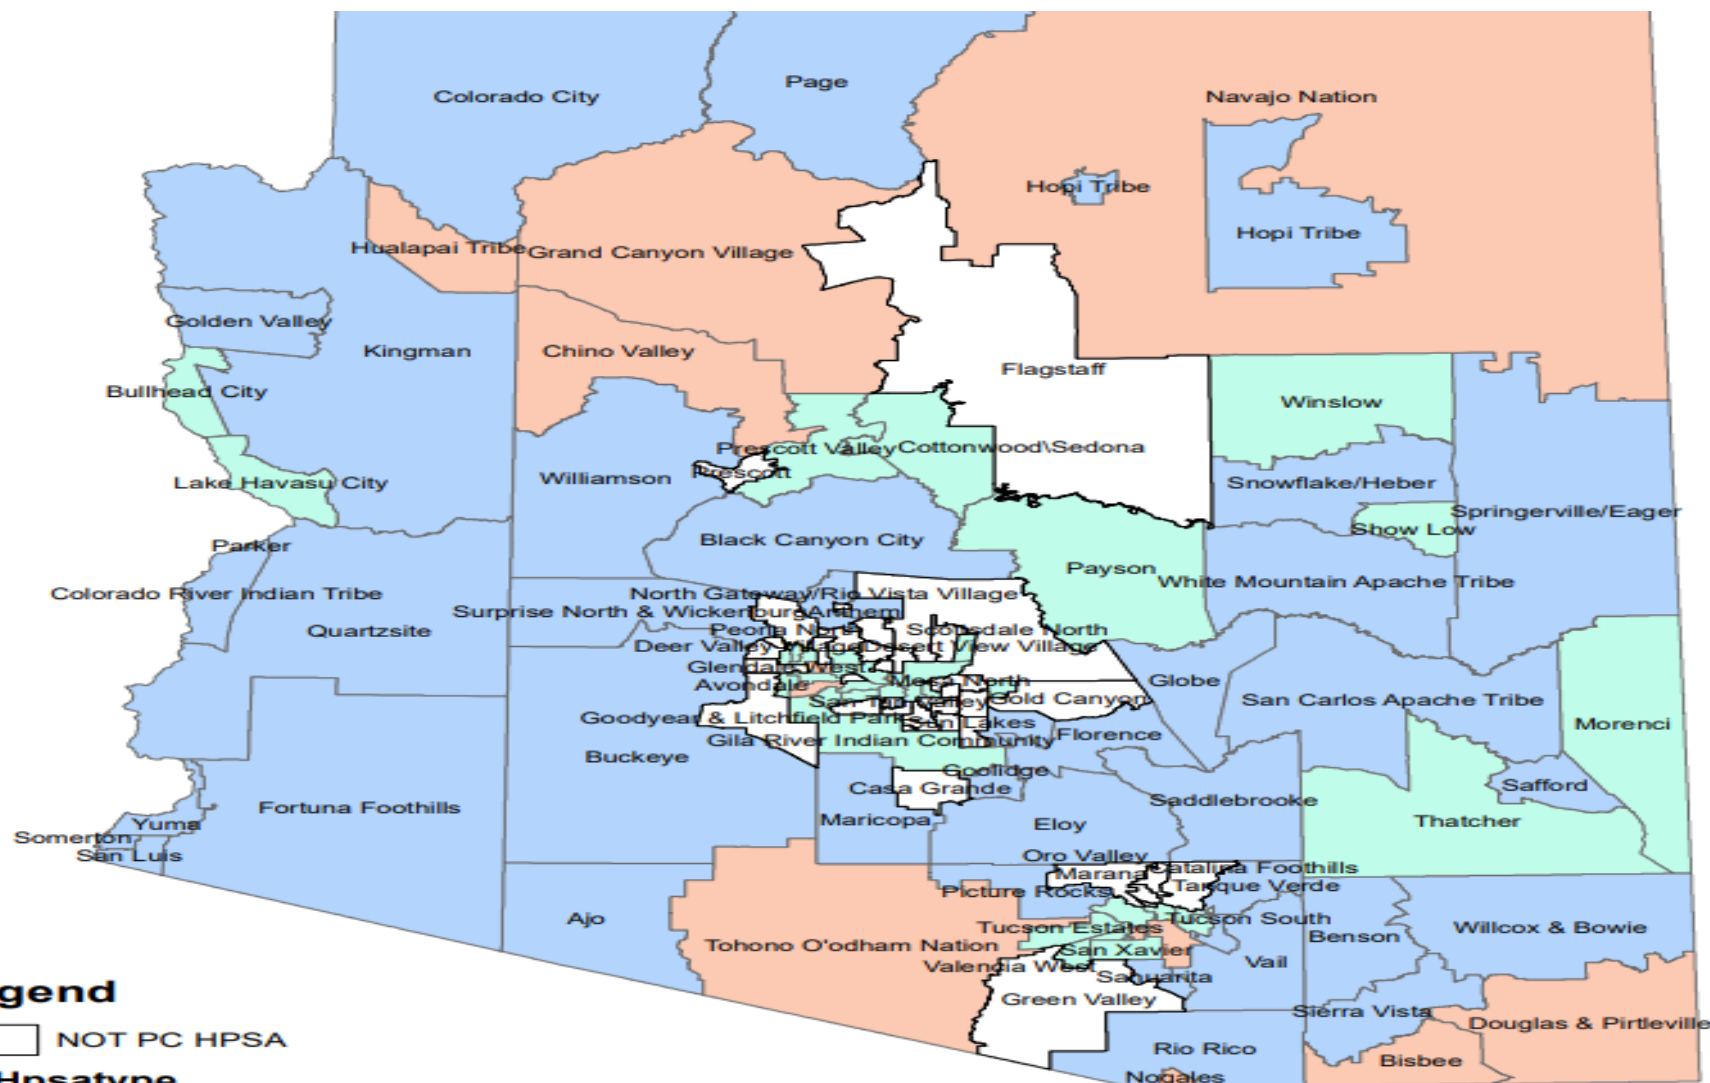 Page
Colorado City
Navajo Nation
Hopi Tribe
Hopi Tribe
Hualapai Tribe
Grand Canyon Village
Golden Valley
Kingman
Chino Valley
Flagstaff
Bullhead City
Winslow
Prescott Valley
Cottonwood\Sedona
Prescott
Williamson
Lake Havasu City
Snowflake/Heber
Springerville/Eager
Show Low
Black Canyon City
Parker
Payson
White Mountain Apache Tribe
Colorado River Indian Tribe
North Gateway/Rio Vista Village
Surprise North & Wickenburg
Anthem
Quartzsite
Peoria North
Scottsdale North
Deer Valley Village
Desert View Village
Glendale West
Avondale
Mesa North
Globe
San Tan Valley
Gold Canyon
San Carlos Apache Tribe
Goodyear & Litchfield Park
Sun Lakes
Morenci
Gila River Indian Community
Florence
Buckeye
Coolidge
Casa Grande
Safford
Fortuna Foothills
Saddlebrooke
Maricopa
Eloy
Thatcher
Yuma
Somerton
San Luis
Oro Valley
Catalina Foothills
Marana
Tanque Verde
Picture Rocks
Ajo
Tucson South
Tucson Estates
Benson
Willcox & Bowie
Tohono O'odham Nation
San Xavier
Valencia West
Vail
Sahuarita
Green Valley
Sierra Vista
Douglas & Pirtleville
Rio Rico
Bisbee
Nogales
gend
NOT PC HPSA
Hpsatype